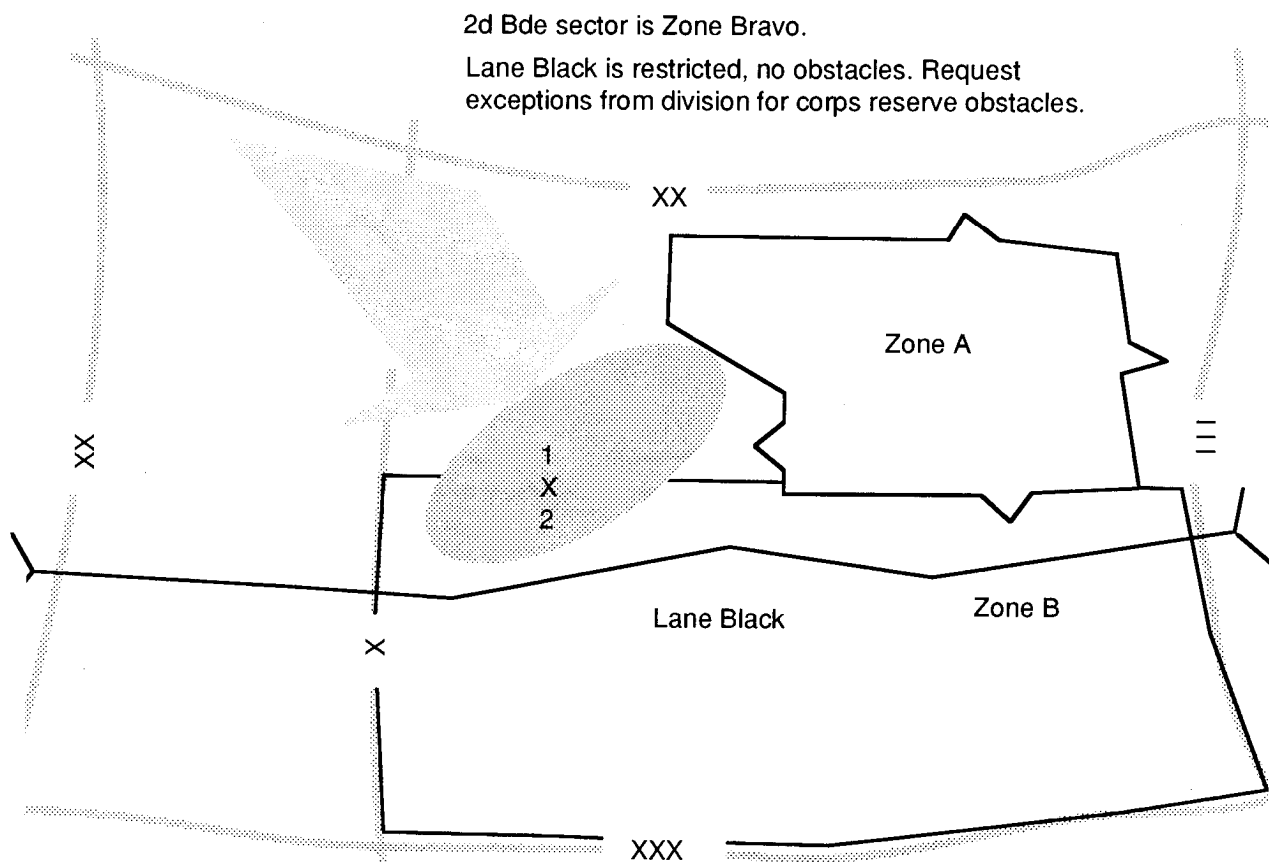 2d Bde sector is Zone Bravo.
Lane Black is restricted, no obstacles. Request
exceptions from division for corps reserve obstacles.
XX
Zone A
XX
III
1
X
2
Lane Black
Zone B
X
XXX